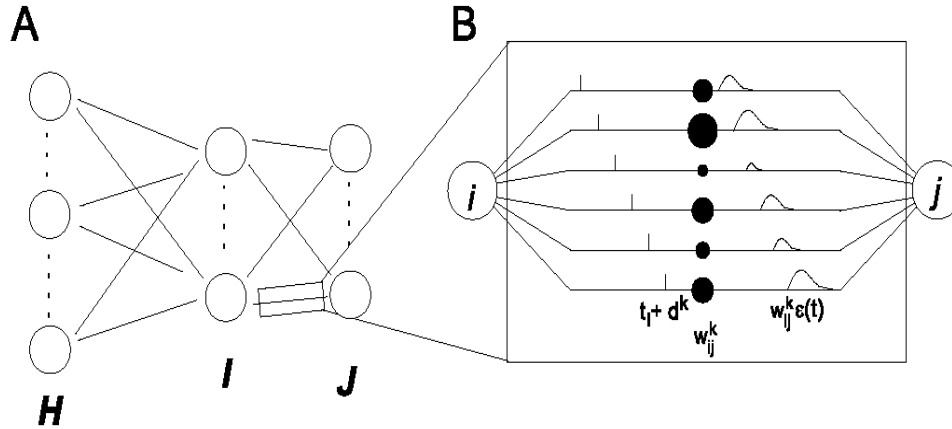 A
B
i
j
t_i + d^k
w_ij^k ε(t)
w_ij^k
H
I
J